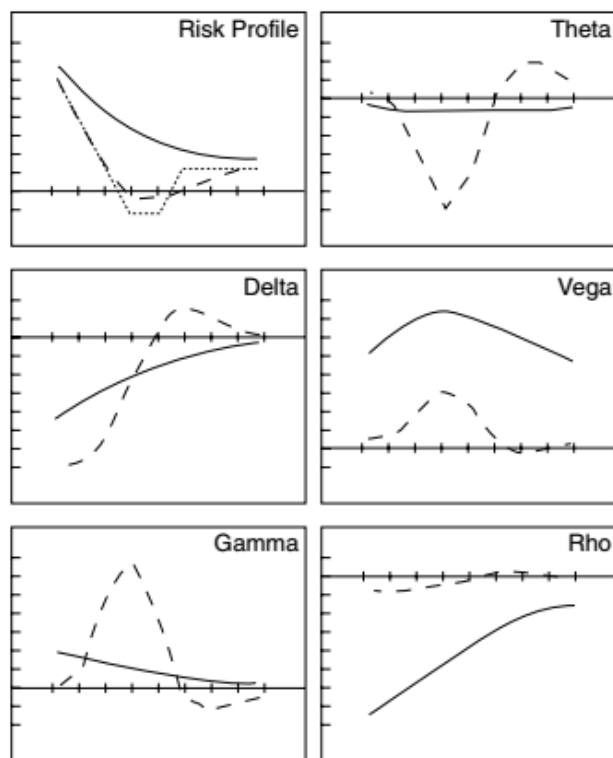 Risk Profile
Theta
Delta
Vega
Gamma
Rho